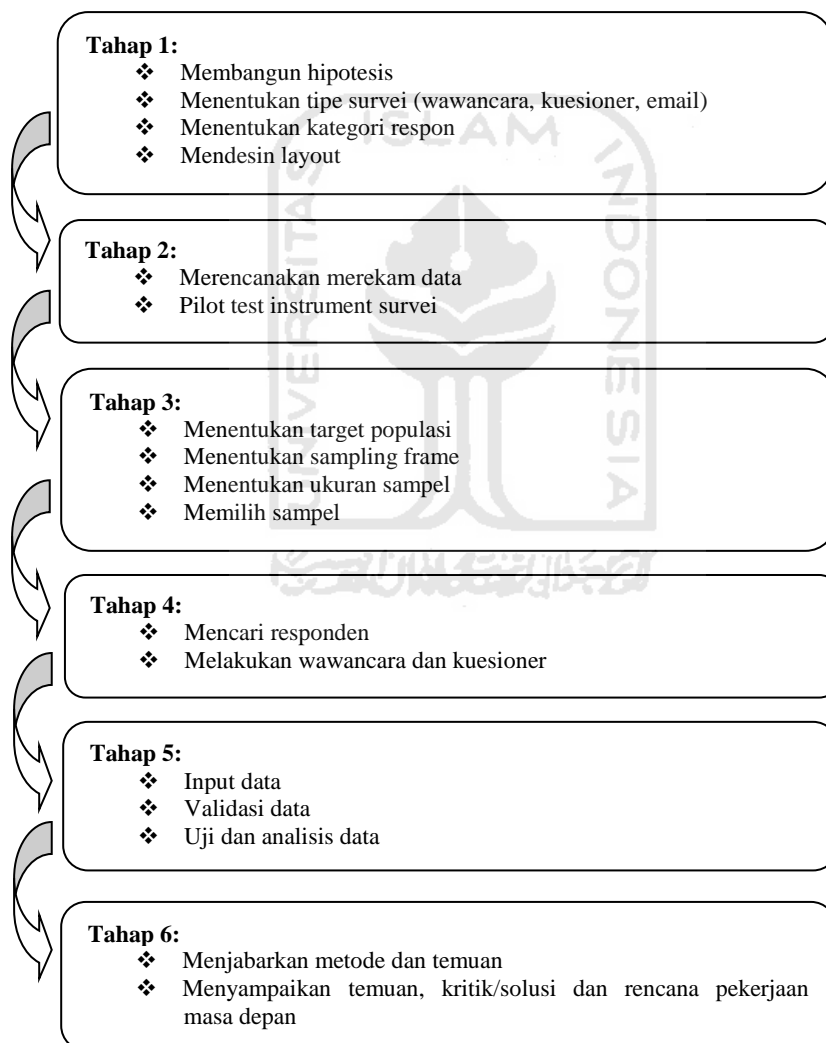 Tahap 1:
❖ Membangun hipotesis
❖ Menentukan tipe survei (wawancara, kuesioner, email)
❖ Menentukan kategori respon
❖ Mendesin layout
Tahap 2:
❖ Merencanakan merekam data
❖ Pilot test instrument survei
Tahap 3:
❖ Menentukan target populasi
❖ Menentukan sampling frame
❖ Menentukan ukuran sampel
❖ Memilih sampel
Tahap 4:
❖ Mencari responden
❖ Melakukan wawancara dan kuesioner
Tahap 5:
❖ Input data
❖ Validasi data
❖ Uji dan analisis data
Tahap 6:
❖ Menjabarkan metode dan temuan
❖ Menyampaikan temuan, kritik/solusi dan rencana pekerjaan
masa depan
UNIVERSITAS
ISLAM
INDONESIA